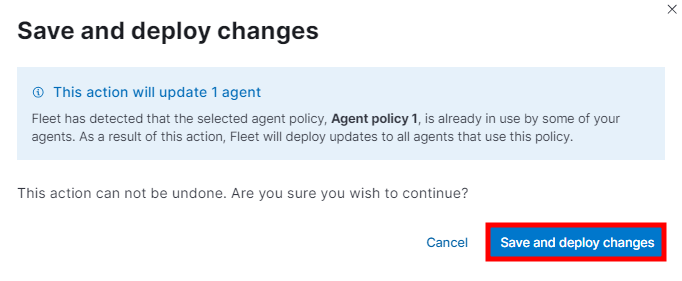 Save and deploy changes
This action will update 1 agent
Fleet has detected that the selected agent policy, Agent policy 1, is already in use by some of your
agents. As a result of this action, Fleet will deploy updates to all agents that use this policy.
This action can not be undone. Are you sure you wish to continue?
Cancel Save and deploy changes